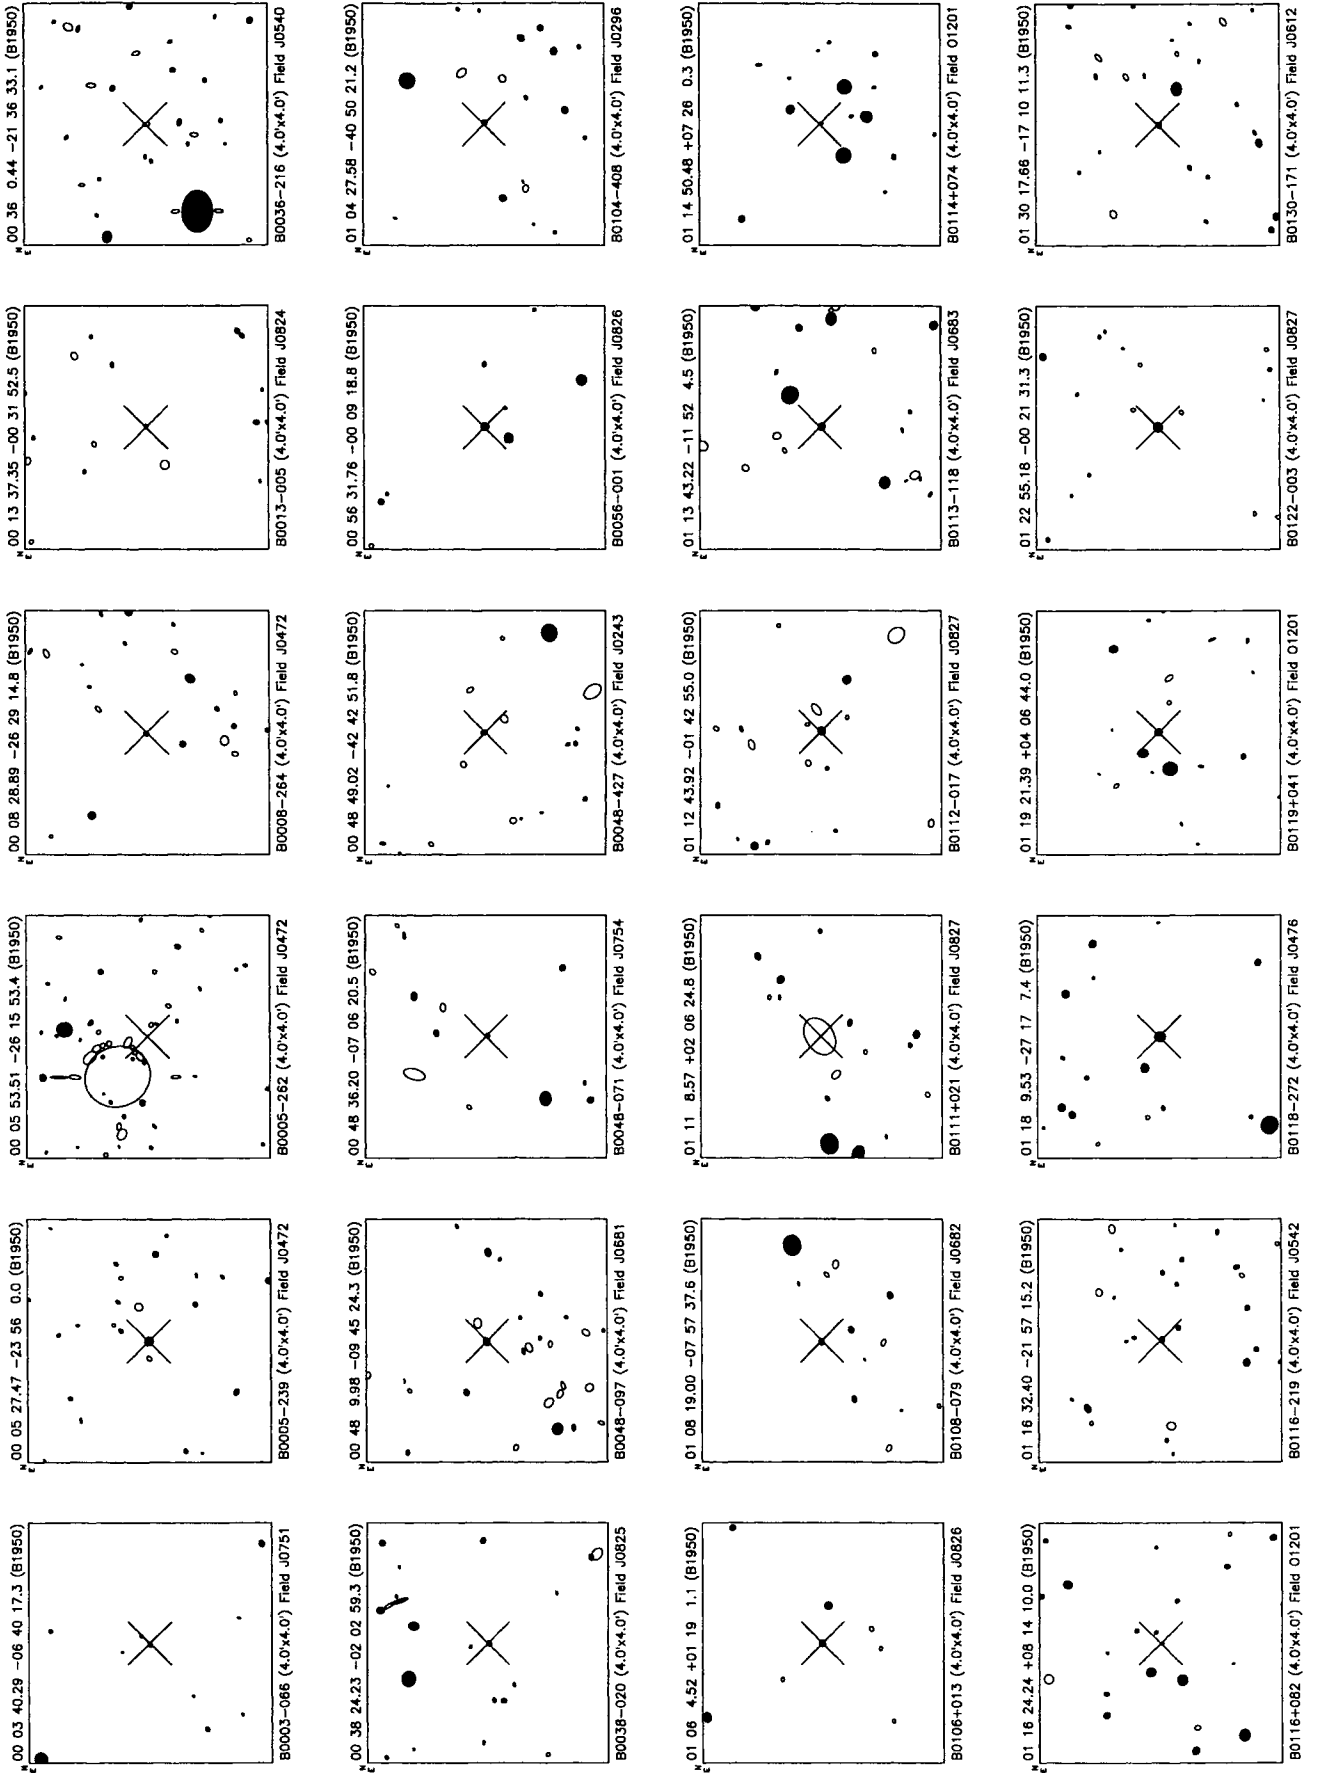 00 03 40.29 −06 40 17.3 (B1950)
N
E
B0003−066 (4.0'x4.0') Field J0751
00 05 27.47 −23 56 0.0 (B1950)
N
E
B0005−239 (4.0'x4.0') Field J0472
00 05 53.51 −26 15 53.4 (B1950)
N
E
B0005−262 (4.0'x4.0') Field J0472
00 08 28.89 −26 29 14.8 (B1950)
N
E
B0008−264 (4.0'x4.0') Field J0472
00 13 37.35 −00 31 52.5 (B1950)
N
E
B0013−005 (4.0'x4.0') Field J0824
00 36 0.44 −21 36 33.1 (B1950)
N
E
B0036−216 (4.0'x4.0') Field J0540
00 38 24.23 −02 02 59.3 (B1950)
N
E
B0038−020 (4.0'x4.0') Field J0825
00 48 9.98 −09 45 24.3 (B1950)
N
E
B0048−097 (4.0'x4.0') Field J0681
00 48 36.20 −07 06 20.5 (B1950)
N
E
B0048−071 (4.0'x4.0') Field J0754
00 48 49.02 −42 42 51.8 (B1950)
N
E
B0048−427 (4.0'x4.0') Field J0243
00 56 31.76 −00 09 18.8 (B1950)
N
E
B0056−001 (4.0'x4.0') Field J0826
01 04 27.58 −40 50 21.2 (B1950)
N
E
B0104−408 (4.0'x4.0') Field J0296
01 06 4.52 +01 19 1.1 (B1950)
N
E
B0106+013 (4.0'x4.0') Field J0826
01 08 19.00 −07 57 37.6 (B1950)
N
E
B0108−079 (4.0'x4.0') Field J0682
01 11 8.57 +02 06 24.8 (B1950)
N
E
B0111+021 (4.0'x4.0') Field J0827
01 12 43.92 −01 42 55.0 (B1950)
N
E
B0112−017 (4.0'x4.0') Field J0827
01 13 43.22 −11 52 4.5 (B1950)
N
E
B0113−118 (4.0'x4.0') Field J0683
01 14 50.48 +07 26 0.3 (B1950)
N
E
B0114+074 (4.0'x4.0') Field O1201
01 16 24.24 +08 14 10.0 (B1950)
N
E
B0116+082 (4.0'x4.0') Field O1201
01 16 32.40 −21 57 15.2 (B1950)
N
E
B0116−219 (4.0'x4.0') Field J0542
01 18 9.53 −27 17 7.4 (B1950)
N
E
B0118−272 (4.0'x4.0') Field J0476
01 19 21.39 +04 06 44.0 (B1950)
N
E
B0119+041 (4.0'x4.0') Field O1201
01 22 55.18 −00 21 31.3 (B1950)
N
E
B0122−003 (4.0'x4.0') Field J0827
01 30 17.66 −17 10 11.3 (B1950)
N
E
B0130−171 (4.0'x4.0') Field J0612